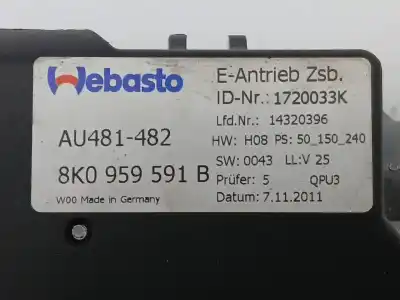 Webasto
AU481-482
8K0 959 591 B
W00 Made in Germany
E-Antrieb Zsb.
ID-Nr.: 1720033K
Lfd.Nr.: 14320396
HW: H08 PS: 50_150_240
SW: 0043 LL:V 25
Prüfer: 5 QPU3
Datum: 7.11.2011